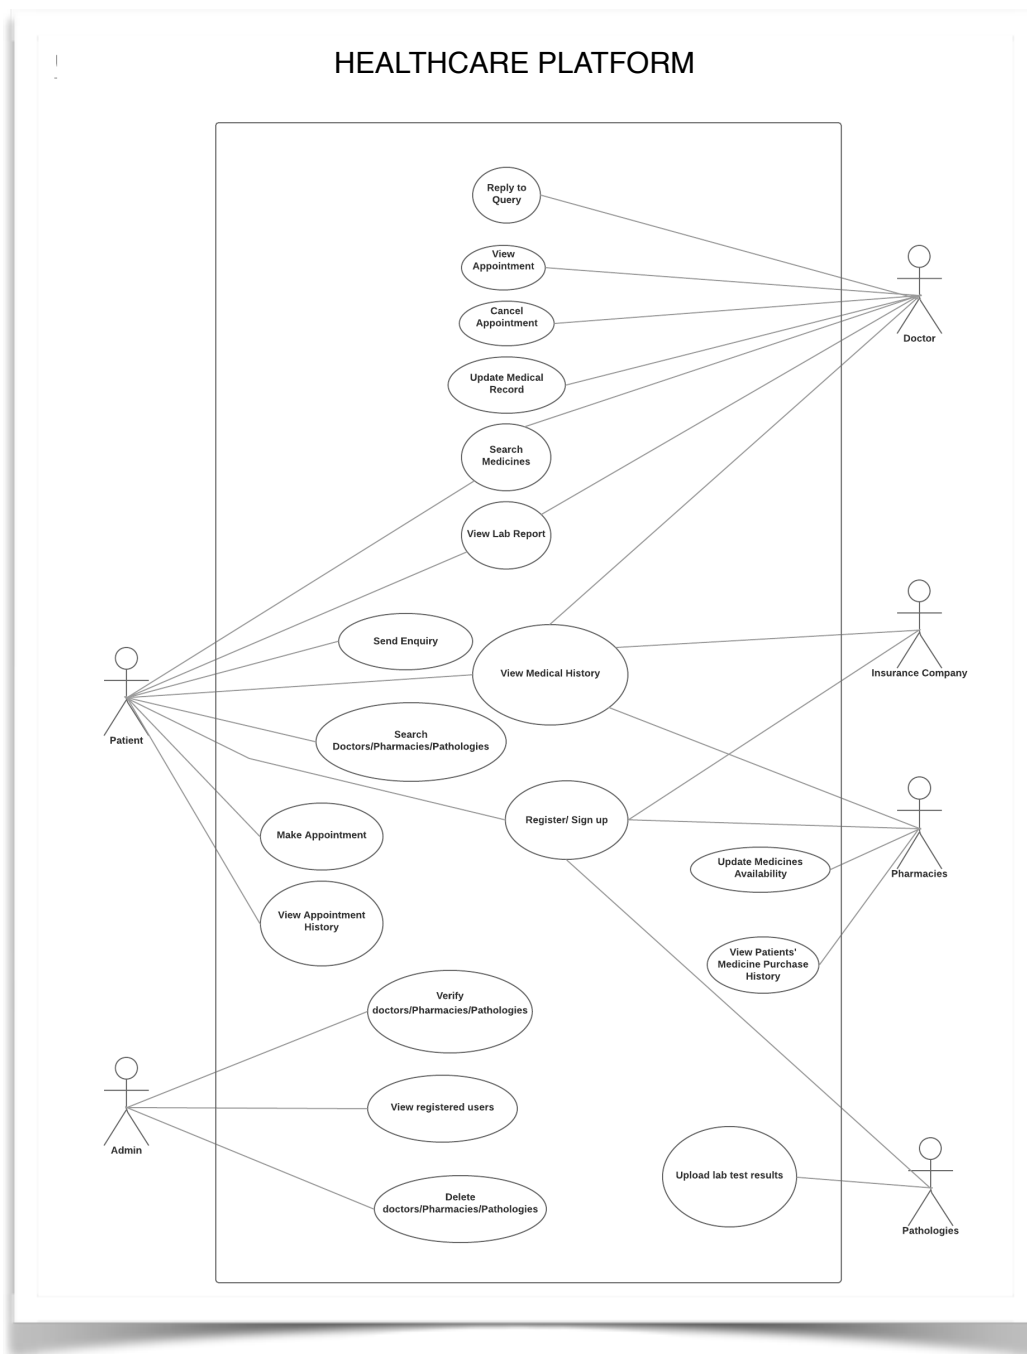 HEALTHCARE PLATFORM
Reply to
Query
View
Appointment
Cancel
Appointment
Doctor
Update Medical
Record
Search
Medicines
View Lab Report
Send Enquiry
View Medical History
Insurance Company
Patient
Search
Doctors/Pharmacies/Pathologies
Register/ Sign up
Make Appointment
Update Medicines
Availability
Pharmacies
View Appointment
History
View Patients'
Medicine Purchase
History
Verify
doctors/Pharmacies/Pathologies
View registered users
Admin
Upload lab test results
Delete
doctors/Pharmacies/Pathologies
Pathologies